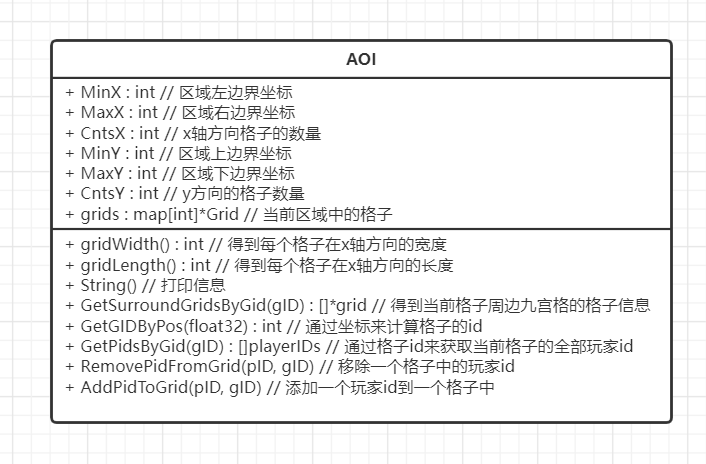 AOI
+ MinX : int // 区域左边界坐标
+ MaxX : int // 区域右边界坐标
+ CntsX : int // x轴方向格子的数量
+ MinY : int // 区域上边界坐标
+ MaxY : int // 区域下边界坐标
+ CntsY : int // y方向的格子数量
+ grids : map[int]*Grid // 当前区域中的格子
+ gridWidth() : int // 得到每个格子在x轴方向的宽度
+ gridLength() : int // 得到每个格子在x轴方向的长度
+ String() // 打印信息
+ GetSurroundGridsByGid(gID) : []*grid // 得到当前格子周边九宫格的格子信息
+ GetGIDByPos(float32) : int // 通过坐标来计算格子的id
+ GetPidsByGid(gID) : []playerIDs // 通过格子id来获取当前格子的全部玩家id
+ RemovePidFromGrid(pID, gID) // 移除一个格子中的玩家id
+ AddPidToGrid(pID, gID) // 添加一个玩家id到一个格子中